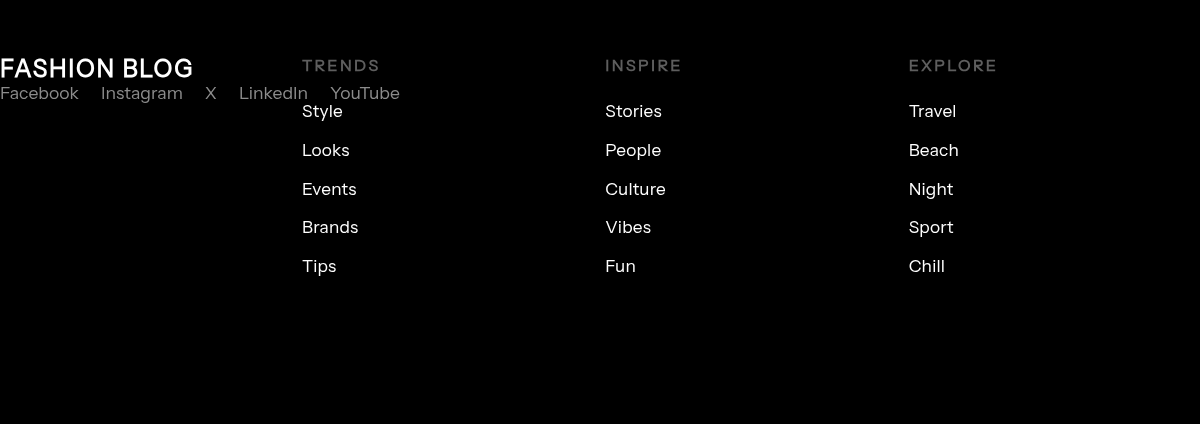 FASHION BLOG
Facebook Instagram X LinkedIn YouTube
TRENDS
Style
Looks
Events
Brands
Tips
INSPIRE
Stories
People
Culture
Vibes
Fun
EXPLORE
Travel
Beach
Night
Sport
Chill